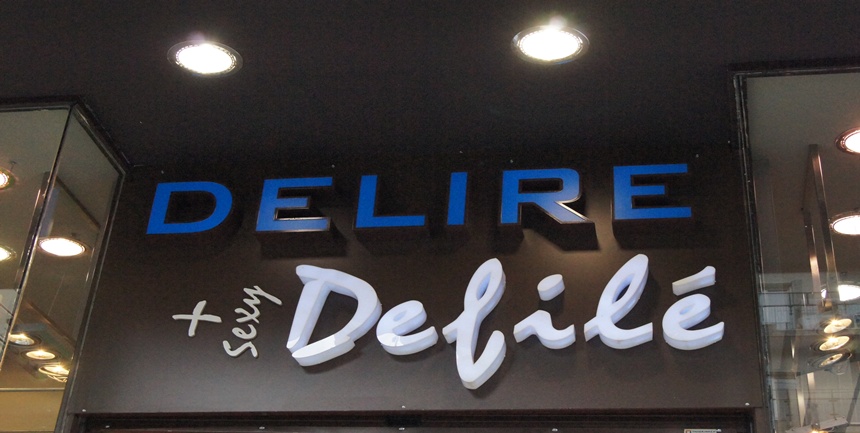 DELIRE
+ sexy Defilé